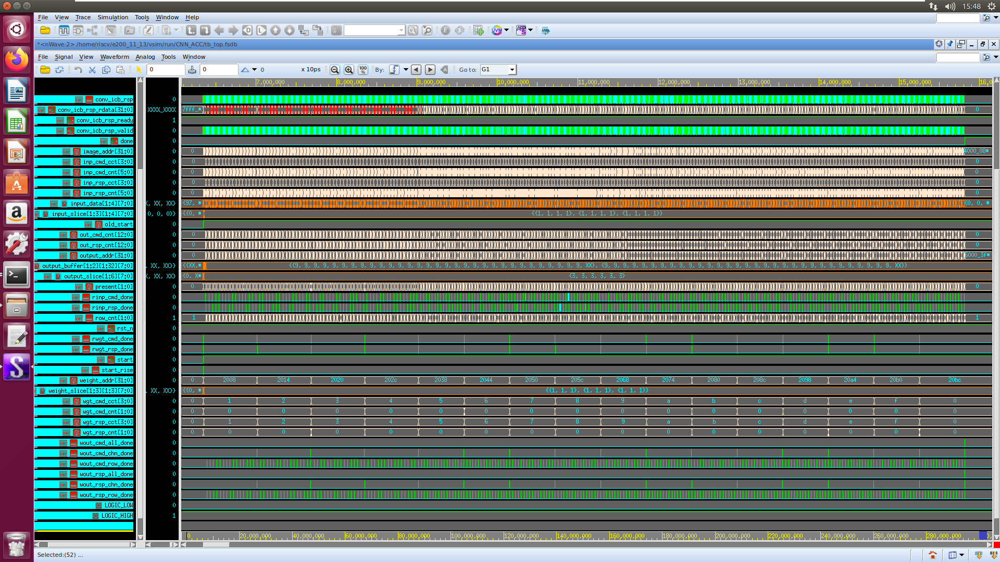 15:48
File View Trace Simulation Tools Window Help
*<nWave:2> /home/riscv/e200_11_13/vsim/run/CNN_ACC/tb_top.fsdb
File Signal View Waveform Analog Tools Window
0 0 0 x 10ps 100 % By: Go to: G1
7,000,000 8,000,000 9,000,000 10,000,000 11,000,000 12,000,000 13,000,000 14,000,000 15,000,000 16,0
conv_icb_rsp 0
conv_icb_rsp_rdata[31:0] XXXX_XXXX 7fff_* 0
conv_icb_rsp_ready 1
conv_icb_rsp_valid 0
done 0
image_addr[31:0] 0 0 4000_08*
inp_cmd_cct[3:0] 0 0 0
inp_cmd_cnt[5:0] 0 0 0
inp_rsp_cct[3:0] 0 0 0
inp_rsp_cnt[5:0] 0 0 0
input_data[1:4][7:0] , XX, XX} {97, * {0, 0, *
input_slice[1:3][1:4][7:0] 0, 0, 0}} {{0, * {{1, 1, 1, 1}, {1, 1, 1, 1}, {1, 1, 1, 1}}
old_start 0
out_cmd_cnt[12:0] 0 0 0
out_rsp_cnt[12:0] 0 0 0
output_addr[31:0] 0 0 6000_3f*
output_buffer[1:2][1:32][7:0] , XX, XX}} {{XX,* {{9, 9, 9, 9, 9, 9, 9, 9, 9, 9, 9, 9, 9, 9, 9, 9, 9, 9, 9, 9, 9, 9, 9, 9, 9, 9, 9, 9, 9, 9, XX}, {9, 9, 9, 9, 9, 9, 9, 9, 9, 9, 9, 9, 9, 9, 9, 9, 9, 9, 9, 9, 9, 9, 9, 9, 9, 9, 9, 9, 9, 9, XX}}
output_slice[1:6][7:0] , XX, XX} {0, X* {3, 3, 3, 3, 3, 3}
present[1:0] 0 0 0
rinp_cmd_done 0
rinp_rsp_done 0
row_cnt[1:0] 1 1 1
rst_n 0
rwgt_cmd_done 0
rwgt_rsp_done 0
start 0
start_rise 0
weight_addr[31:0] 0 0 2008 2014 2020 202c 2038 2044 2050 205c 2068 2074 2080 208c 2098 20a4 20b0 20bc
weight_slice[1:3][1:3][7:0] , XX, XX}} {{0, * {{1, 1, 1}, {1, 1, 1}, {1, 1, 1}}
wgt_cmd_cct[3:0] 0 0 1 2 3 4 5 6 7 8 9 a b c d e f 0
wgt_cmd_cnt[1:0] 0 0 0 0 0 0 0 0 0 0 0 0 0 0 0 0 0 0
wgt_rsp_cct[3:0] 0 0 1 2 3 4 5 6 7 8 9 a b c d e f 0
wgt_rsp_cnt[1:0] 0 0 0 0 0 0 0 0 0 0 0 0 0 0 0 0 0 0
wout_cmd_all_done 0
wout_cmd_chn_done 0
wout_cmd_row_done 0
wout_rsp_all_done 0
wout_rsp_chn_done 0
wout_rsp_row_done 0
LOGIC_LOW 0
LOGIC_HIGH 1
0 20,000,000 40,000,000 60,000,000 80,000,000 100,000,000 120,000,000 140,000,000 160,000,000 180,000,000 200,000,000 220,000,000 240,000,000 260,000,000 280,000,000
Selected:(52) ...